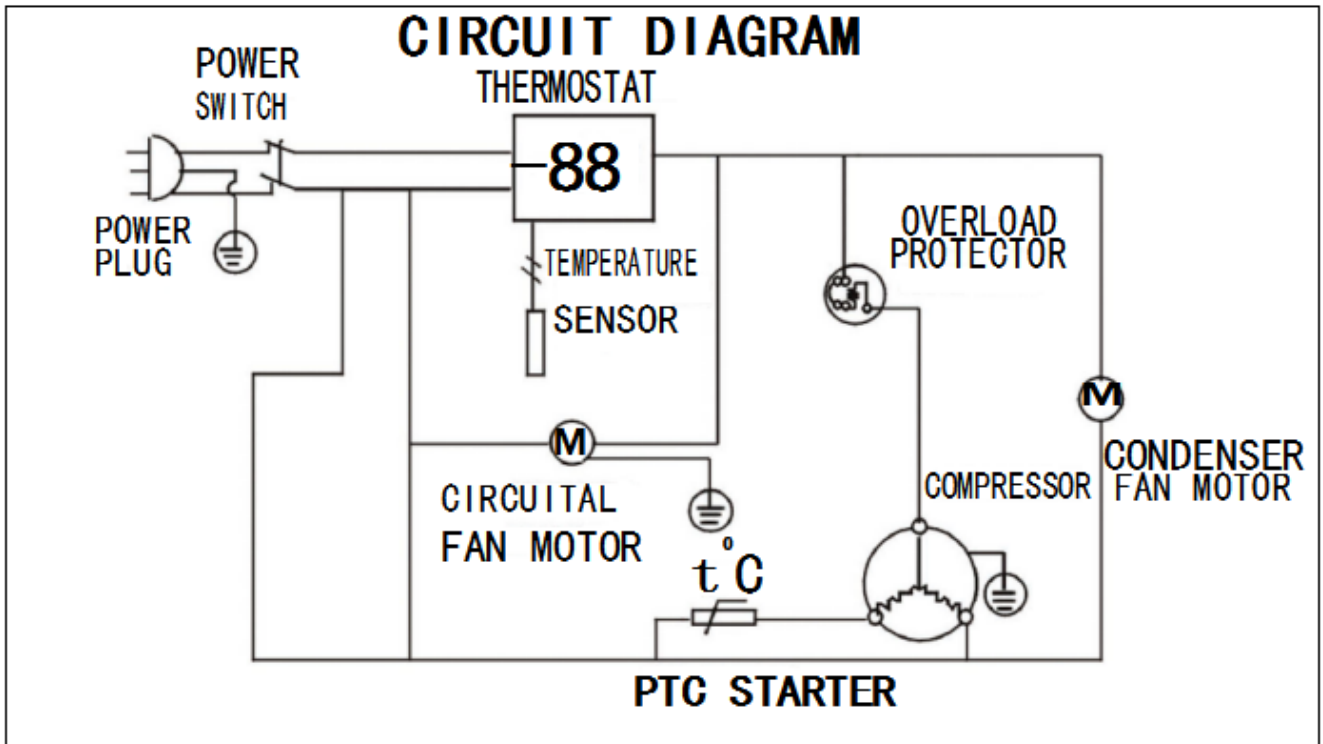 CIRCUIT DIAGRAM
POWER
SWITCH
THERMOSTAT
-88
POWER
PLUG
TEMPERATURE
SENSOR
OVERLOAD
PROTECTOR
M
M
CIRCUITAL
FAN MOTOR
COMPRESSOR
CONDENSER
FAN MOTOR
t°C
PTC STARTER